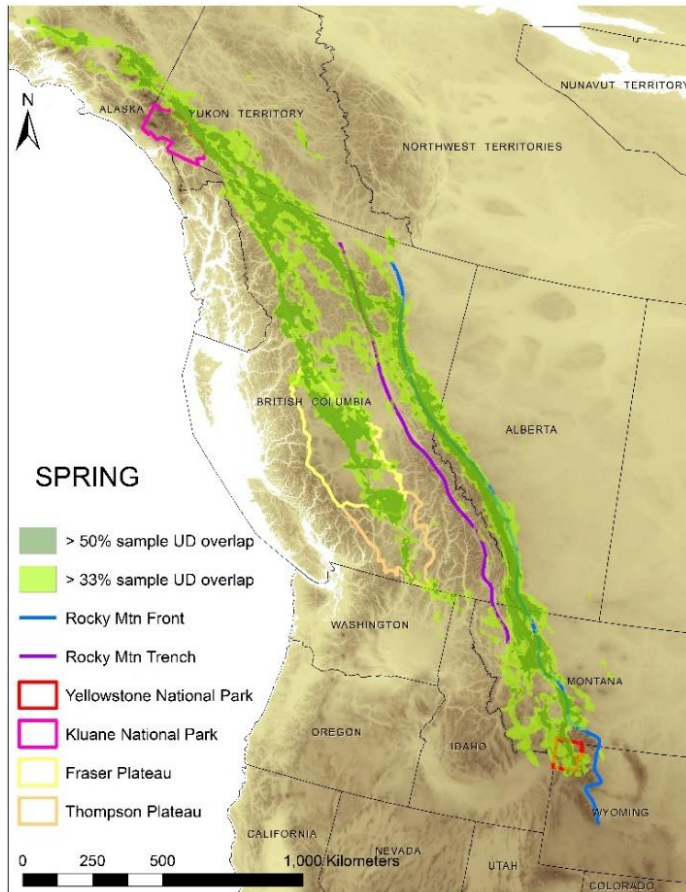 NUNAVUT TERRITORY
N
ALASKA
YUKON TERRITORY
NORTHWEST TERRITORIES
BRITISH COLUMBIA
ALBERTA
SPRING
> 50% sample UD overlap
> 33% sample UD overlap
Rocky Mtn Front
WASHINGTON
Rocky Mtn Trench
MONTANA
Yellowstone National Park
Kluane National Park
OREGON
IDAHO
Fraser Plateau
WYOMING
Thompson Plateau
CALIFORNIA
NEVADA
UTAH
COLORADO
0 250 500 1,000 Kilometers